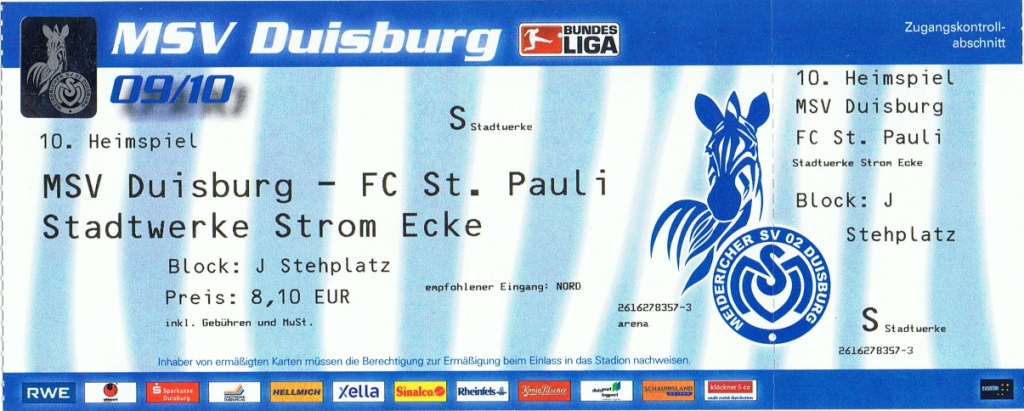 MSV Duisburg
BUNDES
LIGA
Zugangskontroll-
abschnitt
09/10
S Stadtwerke
10. Heimspiel
MSV Duisburg - FC St. Pauli
Stadtwerke Strom Ecke
Block: J Stehplatz
Preis: 8,10 EUR
inkl. Gebühren und MwSt.
empfohlener Eingang: NORD
2616278357-3
arena
Inhaber von ermäßigten Karten müssen die Berechtigung zur Ermäßigung beim Einlass in das Stadion nachweisen.
MEIDERICHER SV 02 DUISBURG
10. Heimspiel
MSV Duisburg
FC St. Pauli
Stadtwerke Strom Ecke
Block: J
Stehplatz
S Stadtwerke
2616278357-3
RWE
Sparkasse
Duisburg
HELLMICH
Xella
Sinalco
Rheinfels
König Pilsener
duisport
SCHAUINSLAND
REISEN
klöckner & co